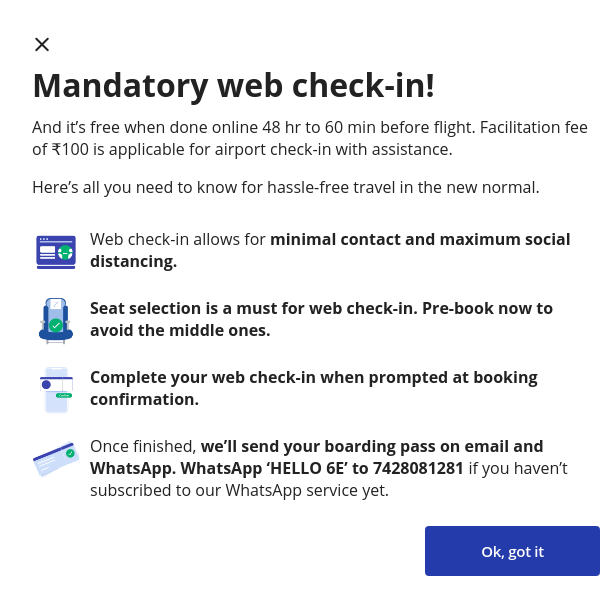 Mandatory web check-in!
And it’s free when done online 48 hr to 60 min before flight. Facilitation fee
of ₹100 is applicable for airport check-in with assistance.
Here’s all you need to know for hassle-free travel in the new normal.
Web check-in allows for minimal contact and maximum social
distancing.
Seat selection is a must for web check-in. Pre-book now to
avoid the middle ones.
Complete your web check-in when prompted at booking
confirmation.
Once finished, we’ll send your boarding pass on email and
WhatsApp. WhatsApp ‘HELLO 6E’ to 7428081281 if you haven’t
subscribed to our WhatsApp service yet.
Ok, got it